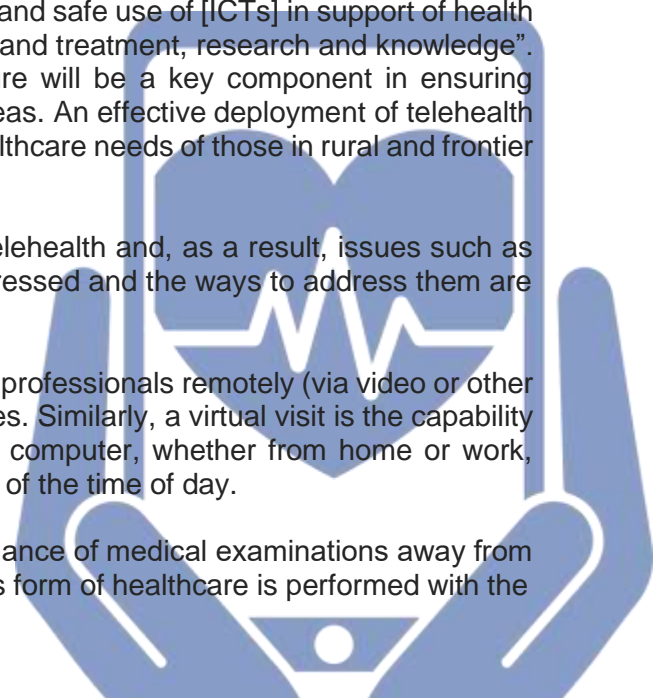 and safe use of [ICTs] in support of health
and treatment, research and knowledge”.
re will be a key component in ensuring
eas. An effective deployment of telehealth
lthcare needs of those in rural and frontier
elehealth and, as a result, issues such as
ressed and the ways to address them are
professionals remotely (via video or other
es. Similarly, a virtual visit is the capability
computer, whether from home or work,
of the time of day.
ance of medical examinations away from
s form of healthcare is performed with the